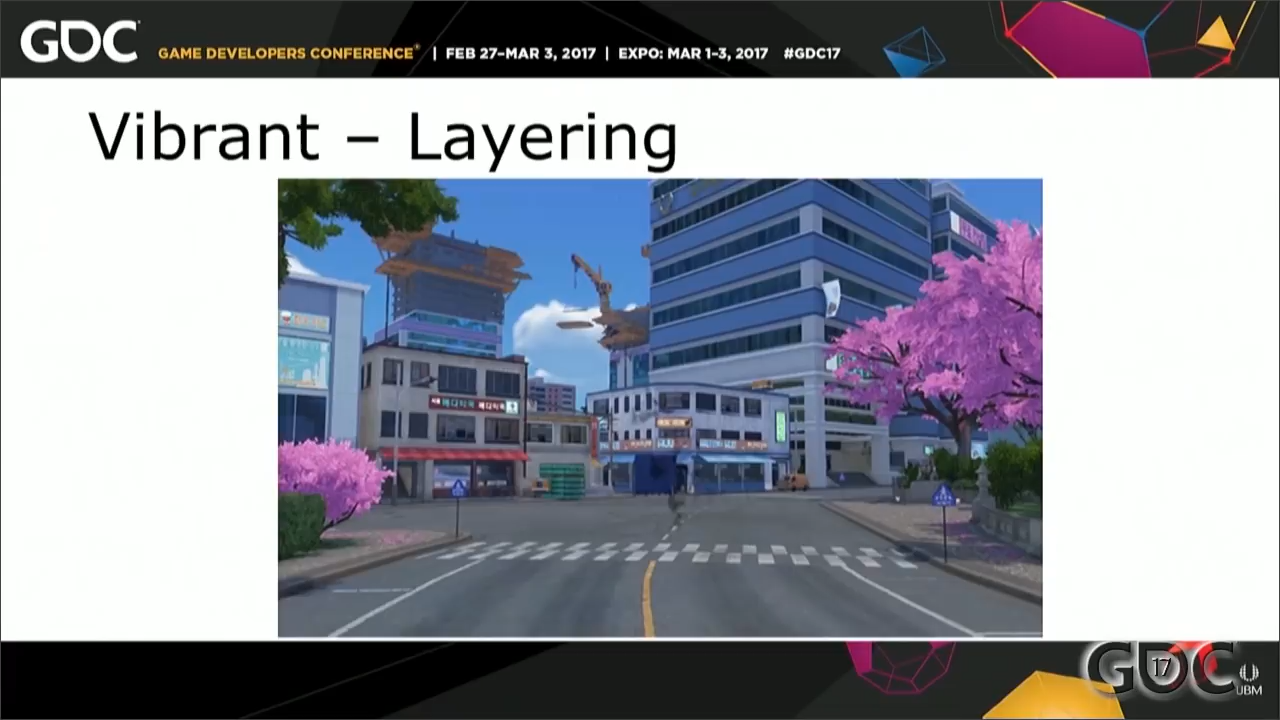 GDC
GAME DEVELOPERS CONFERENCE® | FEB 27–MAR 3, 2017 | EXPO: MAR 1–3, 2017 #GDC17
Vibrant – Layering
GDC
17
UBM